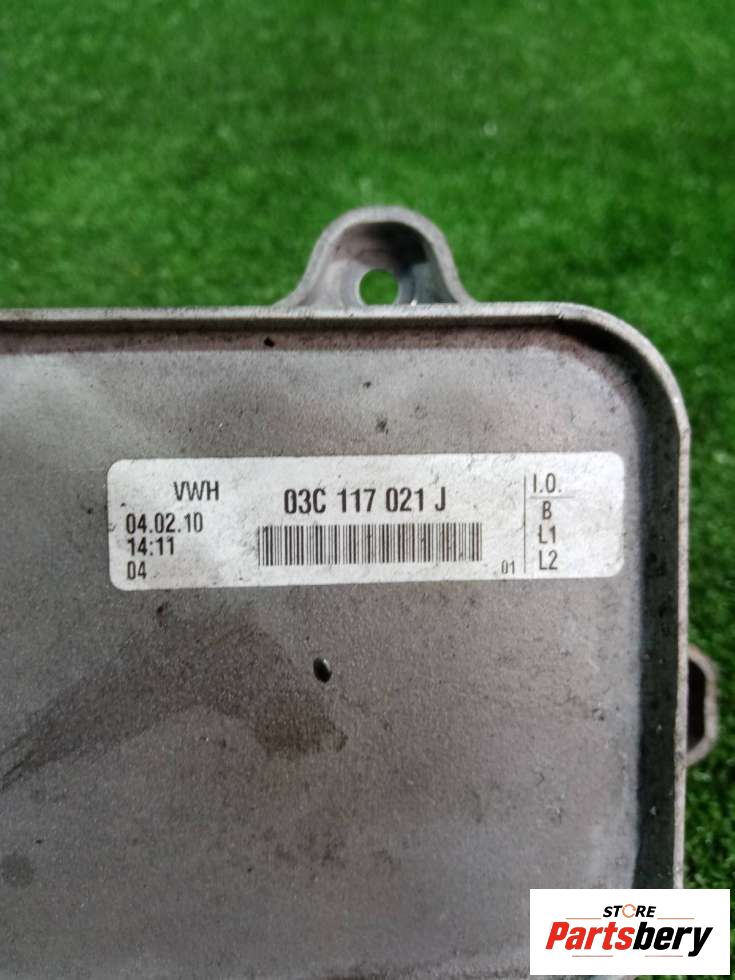 VWH 03C 117 021 J
04.02.10
14:11
04
01
I.O.
B
L1
L2
STORE
Partsbery